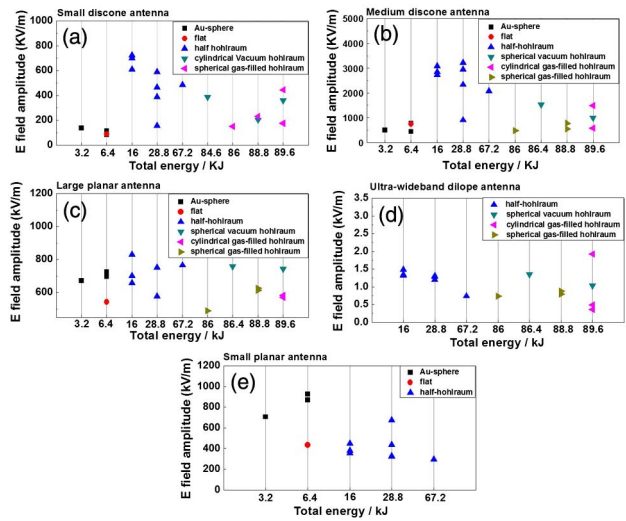 Small discone antenna
(a)
Au-sphere
flat
half hohlraum
cylindrical Vacuum hohlraum
spherical gas-filled hohlraum
E field amplitude (KV/m)
1000
800
600
400
200
0
3.2 6.4 16 28.8 67.2 84.6 86 88.8 89.6
Total energy / KJ
Medium discone antenna
(b)
Au-sphere
flat
half-hohlraum
spherical vacuum hohlraum
cylindrical gas-filled hohlraum
spherical gas-filled hohlraum
E field amplitude (KV/m)
5000
4000
3000
2000
1000
0
3.2 6.4 16 28.8 67.2 86 86.4 88.8 89.6
Total energy / KJ
Large planar antenna
(c)
Au-sphere
flat
half-hohlraum
spherical vacuum hohlraum
cylindrical gas-filled hohlraum
spherical gas-filled hohlraum
E field amplitude (kV/m)
1200
1000
800
600
3.2 6.4 16 28.8 67.2 86 86.4 88.8 89.6
Total energy / kJ
Ultra-wideband dilope antenna
(d)
half-hohlraum
spherical vacuum hohlraum
cylindrical gas-filled hohlraum
spherical gas-filled hohlraum
E field amplitude (kV/m)
3.5
3.0
2.5
2.0
1.5
1.0
0.5
0.0
16 28.8 67.2 86 86.4 88.8 89.6
Total energy / kJ
Small planar antenna
(e)
Au-sphere
flat
half-hohlraum
E field amplitude (kV/m)
1200
1000
800
600
400
200
0
3.2 6.4 16 28.8 67.2
Total energy / kJ